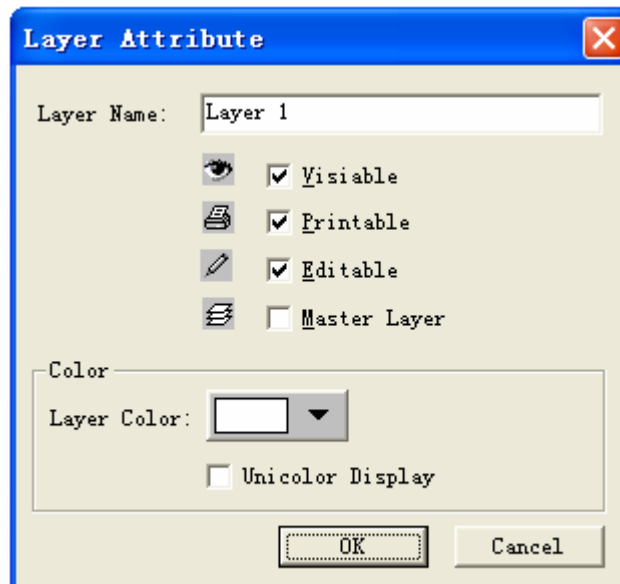 Layer Attribute
Layer Name: Layer 1
Visiable
Printable
Editable
Master Layer
Color
Layer Color:
Unicolor Display
OK Cancel